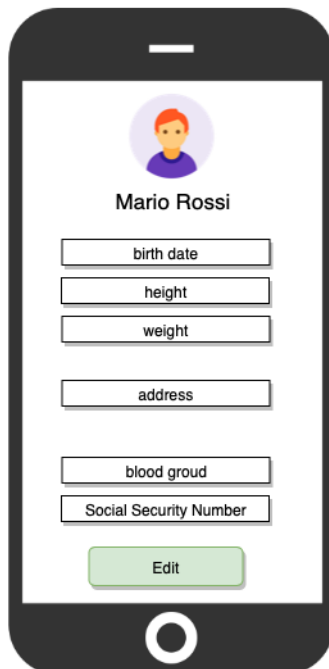 Mario Rossi
birth date
height
weight
address
blood groud
Social Security Number
Edit